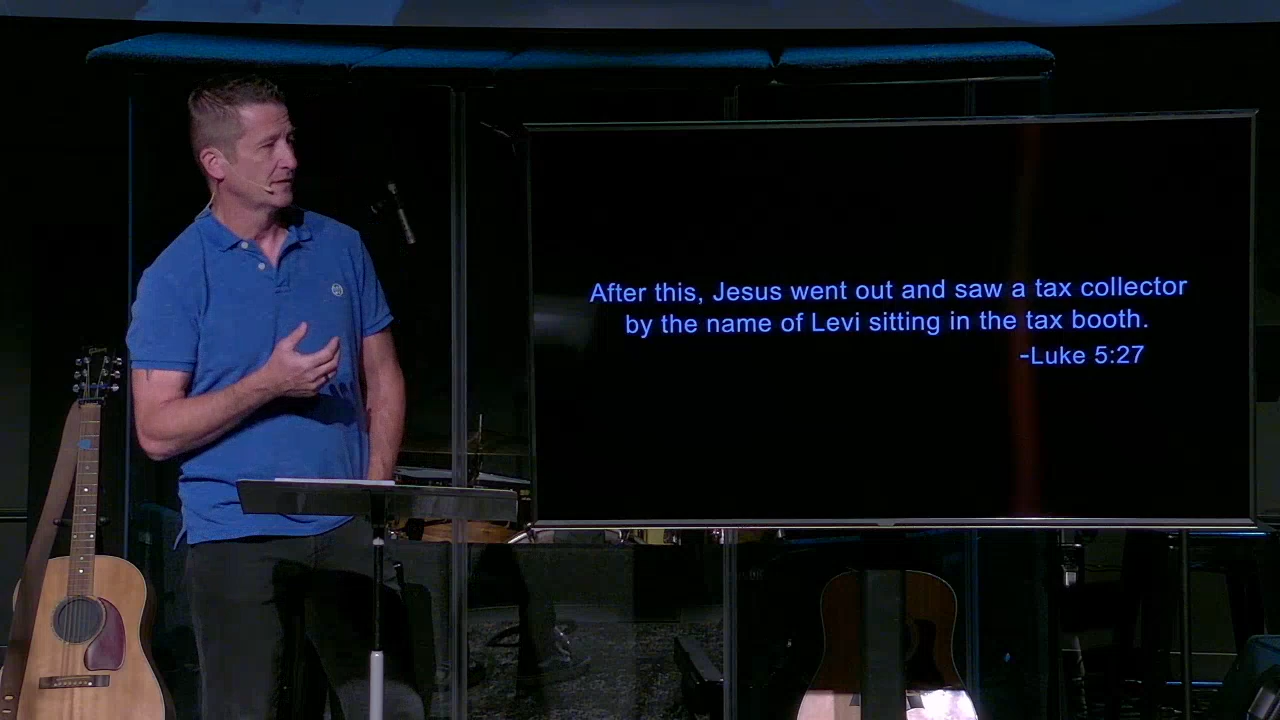 After this, Jesus went out and saw a tax collector
by the name of Levi sitting in the tax booth.
-Luke 5:27
Gibson